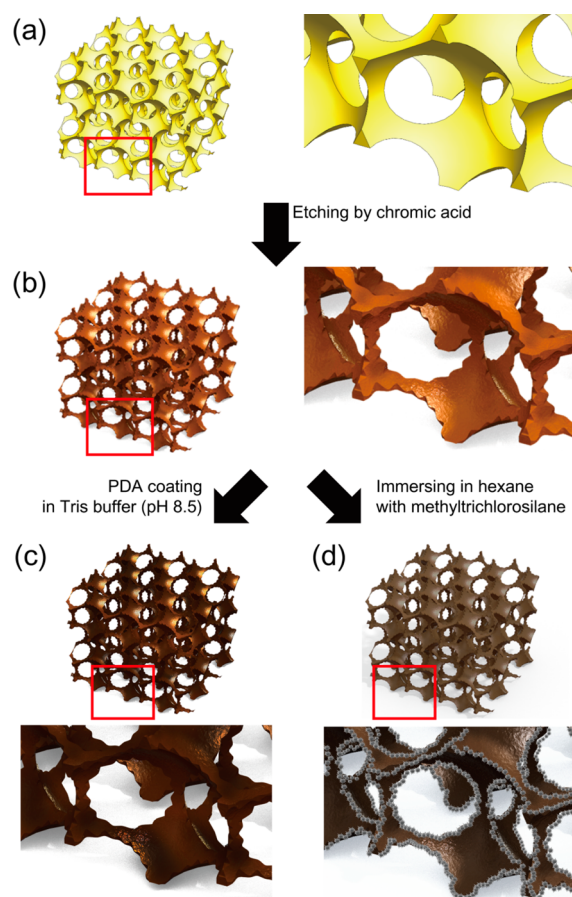 (a)
Etching by chromic acid
(b)
PDA coating
in Tris buffer (pH 8.5)
Immersing in hexane
with methyltrichlorosilane
(c)
(d)